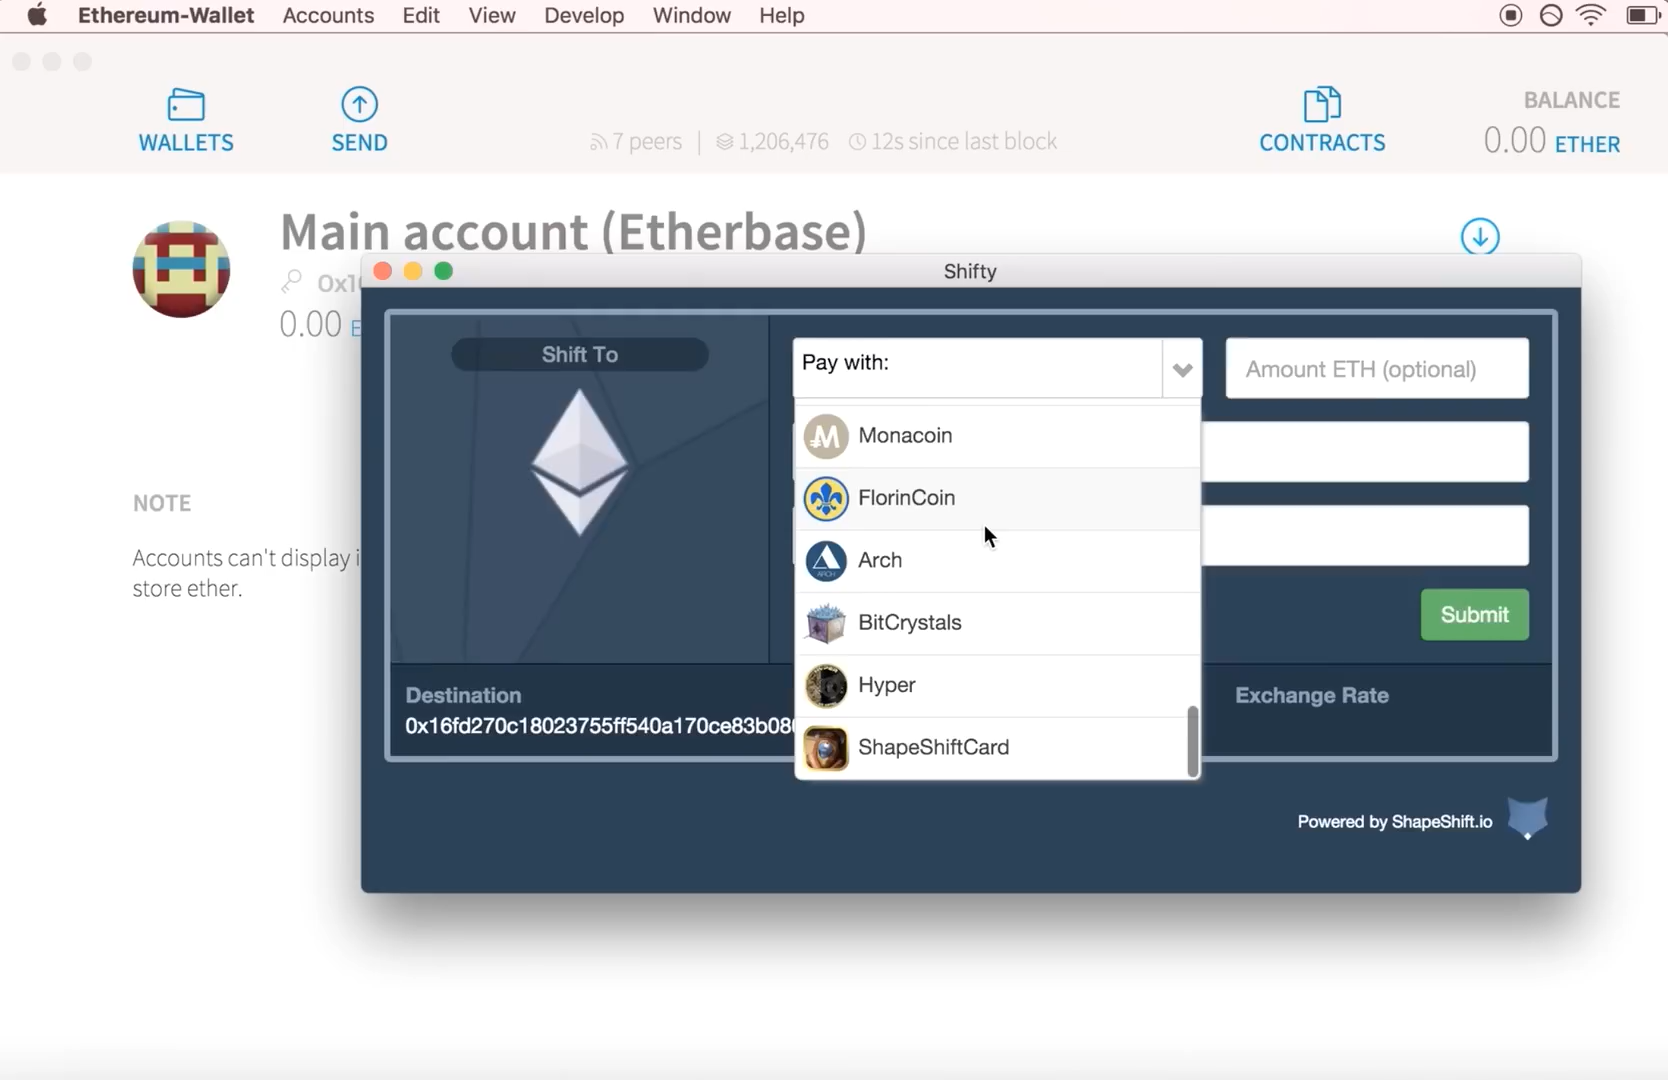 Ethereum-Wallet Accounts Edit View Develop Window Help
WALLETS
SEND
7 peers | 1,206,476 12s since last block
CONTRACTS
BALANCE
0.00 ETHER
Main account (Etherbase)
0.00
NOTE
Accounts can't display
store ether.
Shifty
Shift To
Pay with:
Amount ETH (optional)
Monacoin
FlorinCoin
Arch
BitCrystals
Hyper
ShapeShiftCard
Submit
Destination
0x16fd270c18023755ff540a170ce83b08
Exchange Rate
Powered by ShapeShift.io